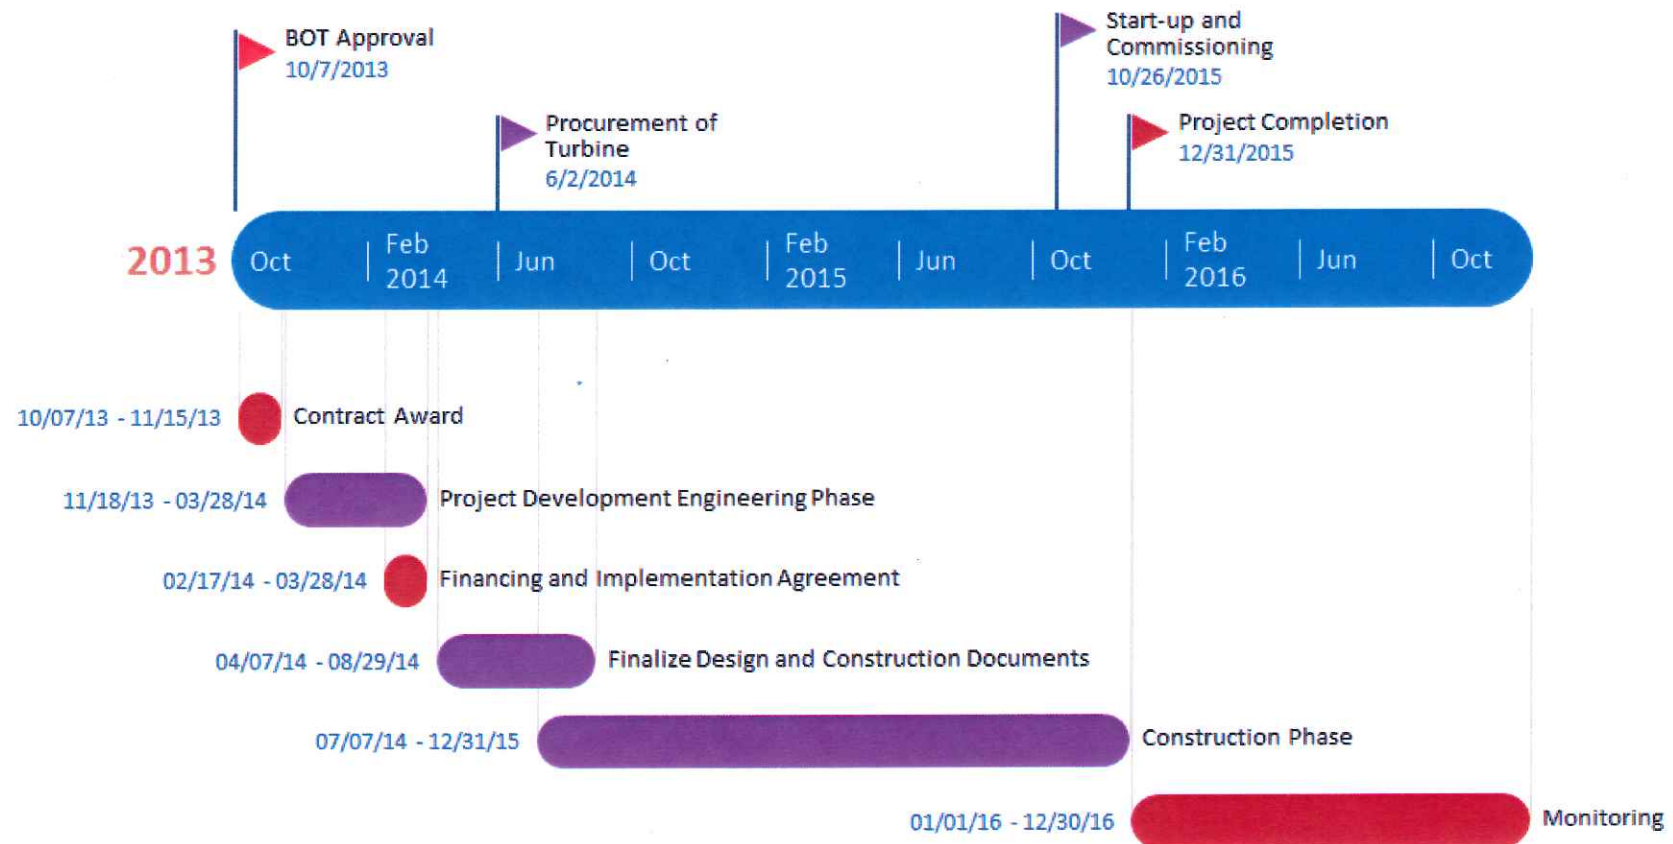 BOT Approval
10/7/2013
Procurement of
Turbine
6/2/2014
Start-up and
Commissioning
10/26/2015
Project Completion
12/31/2015
2013
Oct
Feb
2014
Jun
Oct
Feb
2015
Jun
Oct
Feb
2016
Jun
Oct
10/07/13 - 11/15/13 Contract Award
11/18/13 - 03/28/14 Project Development Engineering Phase
02/17/14 - 03/28/14 Financing and Implementation Agreement
04/07/14 - 08/29/14 Finalize Design and Construction Documents
07/07/14 - 12/31/15 Construction Phase
01/01/16 - 12/30/16 Monitoring